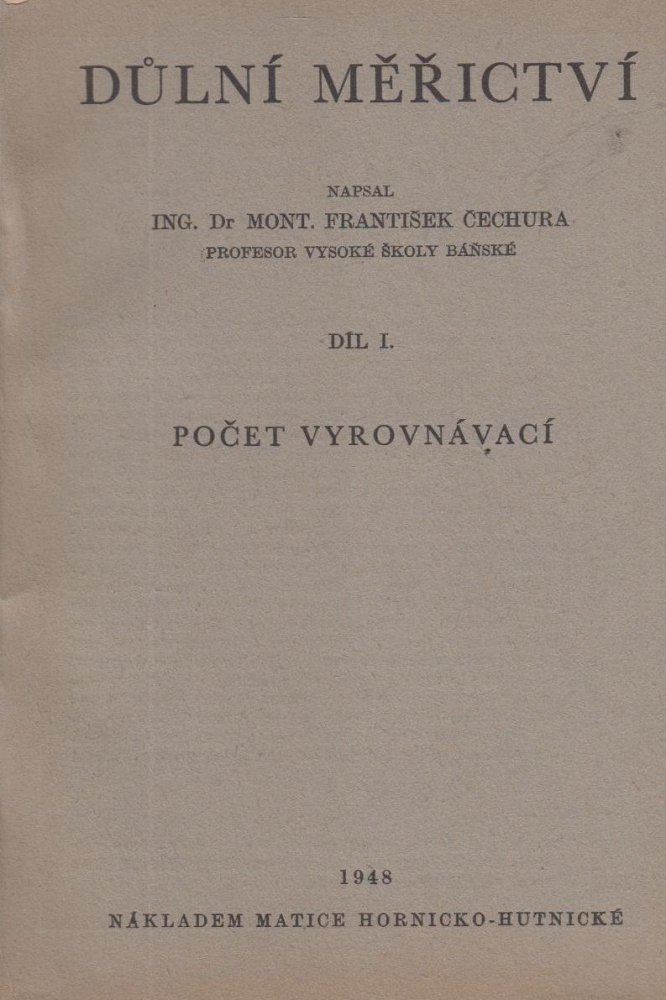 DŮLNÍ MĚŘICTVÍ
NAPSAL
ING. Dr MONT. FRANTIŠEK ČECHURA
PROFESOR VYSOKÉ ŠKOLY BÁŇSKÉ
DÍL I.
POČET VYROVNÁVACÍ
1948
NÁKLADEM MATICE HORNICKO-HUTNICKÉ